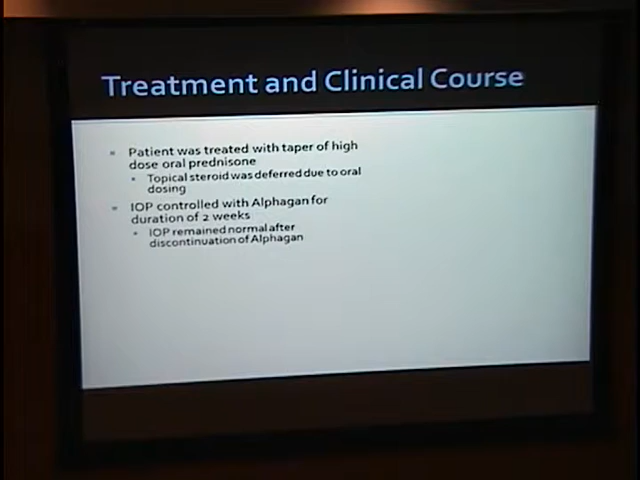 Treatment and Clinical Course
Patient was treated with taper of high
dose oral prednisone
Topical steroid was deferred due to oral
dosing
IOP controlled with Alphagan for
duration of 2 weeks
IOP remained normal after
discontinuation of Alphagan